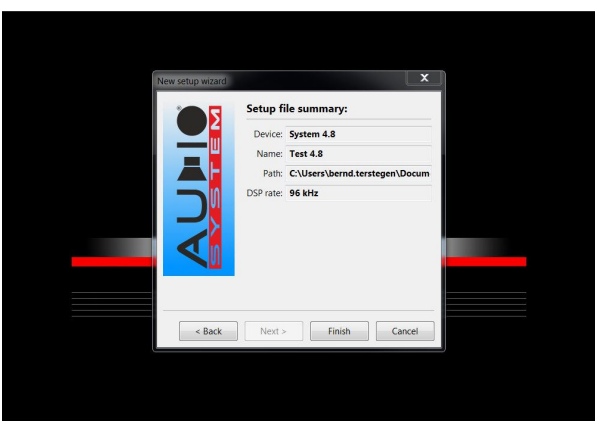 New setup wizard
X
AUDIO
SYSTEM
Setup file summary:
Device: System 4.8
Name: Test 4.8
Path: C:\Users\bernd.terstegen\Docum
DSP rate: 96 kHz
< Back
Next >
Finish
Cancel